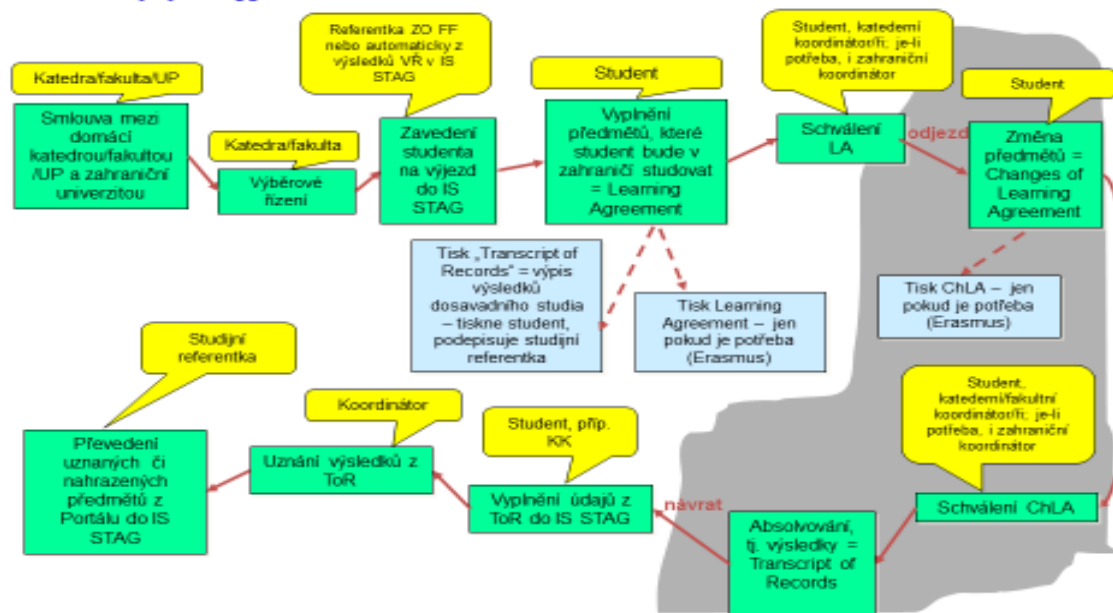 Katedra/fakulta/UP
Smlouva mezi
domácí
katedrou/fakultou
/UP a zahraniční
univerzitou
Katedra/fakulta
Výběrové
řízení
Referentka ZO FF
nebo automaticky z
výsledků VŘ v IS
STAG
Zavedení
studenta
na výjezd
do IS
STAG
Student
Vyplnění
předmětů, které
student bude v
zahraničí studovat
= Learning
Agreement
Student, katederní
koordinátor/ři; je-li
potřeba, i zahraniční
koordinátor
Schválení
LA
odjezd
Student
Změna
předmětů =
Changes of
Learning
Agreement
Tisk „Transcript of
Records“ = výpis
výsledků
dosavadního studia
– tiskne student,
podepisuje studijní
referentka
Tisk Learning
Agreement – jen
pokud je potřeba
(Erasmus)
Tisk ChLA – jen
pokud je potřeba
(Erasmus)
Student,
katederní/fakultní
koordinátor/ři; je-li
potřeba, i zahraniční
koordinátor
Schválení ChLA
Absolvování,
tj. výsledky =
Transcript of
Records
návrat
Student, příp.
KK
Vyplnění údajů z
ToR do IS STAG
Koordinátor
Uznání výsledků z
ToR
Studijní
referentka
Převedení
uznaných či
nahrazených
předmětů z
Portálu do IS
STAG